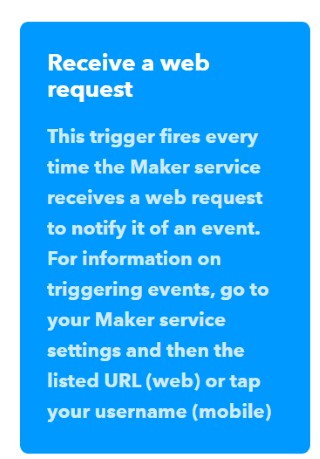 Receive a web
request
This trigger fires every
time the Maker service
receives a web request
to notify it of an event.
For information on
triggering events, go to
your Maker service
settings and then the
listed URL (web) or tap
your username (mobile)